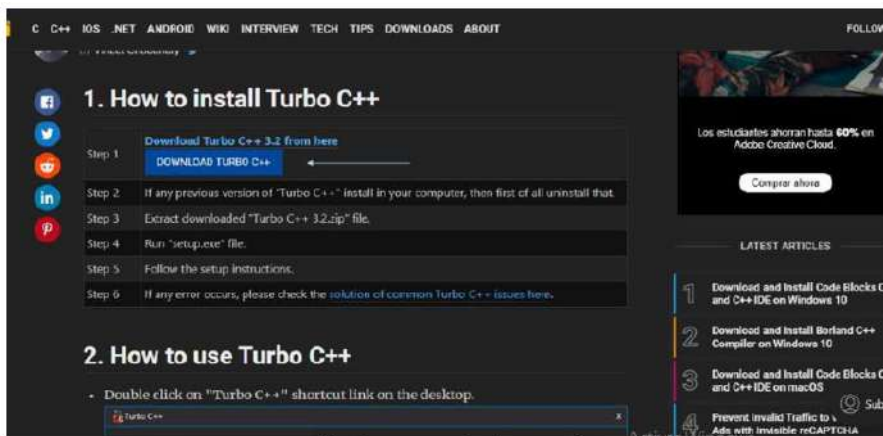 C C++ IOS .NET ANDROID WIKI INTERVIEW TECH TIPS DOWNLOADS ABOUT FOLLOW
1. How to install Turbo C++
Step 1 Download Turbo C++ 3.2 from here
DOWNLOAD TURBO C++
Step 2 If any previous version of "Turbo C++" install in your computer, then first of all uninstall that.
Step 3 Extract downloaded "Turbo C++ 3.2.zip" file.
Step 4 Run "setup.exe" file.
Step 5 Follow the setup instructions.
Step 6 If any error occurs, please check the solution of common Turbo C++ issues here.
2. How to use Turbo C++
• Double click on "Turbo C++" shortcut link on the desktop.
Turbo C++ x
Los estudiantes ahorran hasta 60% en
Adobe Creative Cloud.
Comprar ahora
LATEST ARTICLES
1 Download and Install Code Blocks C
and C++ IDE on Windows 10
2 Download and Install Borland C++
Compiler on Windows 10
3 Download and Install Code Blocks C
and C++ IDE on macOS
4 Prevent Invalid Traffic to
Ads with Invisible reCAPTCHA
Sub